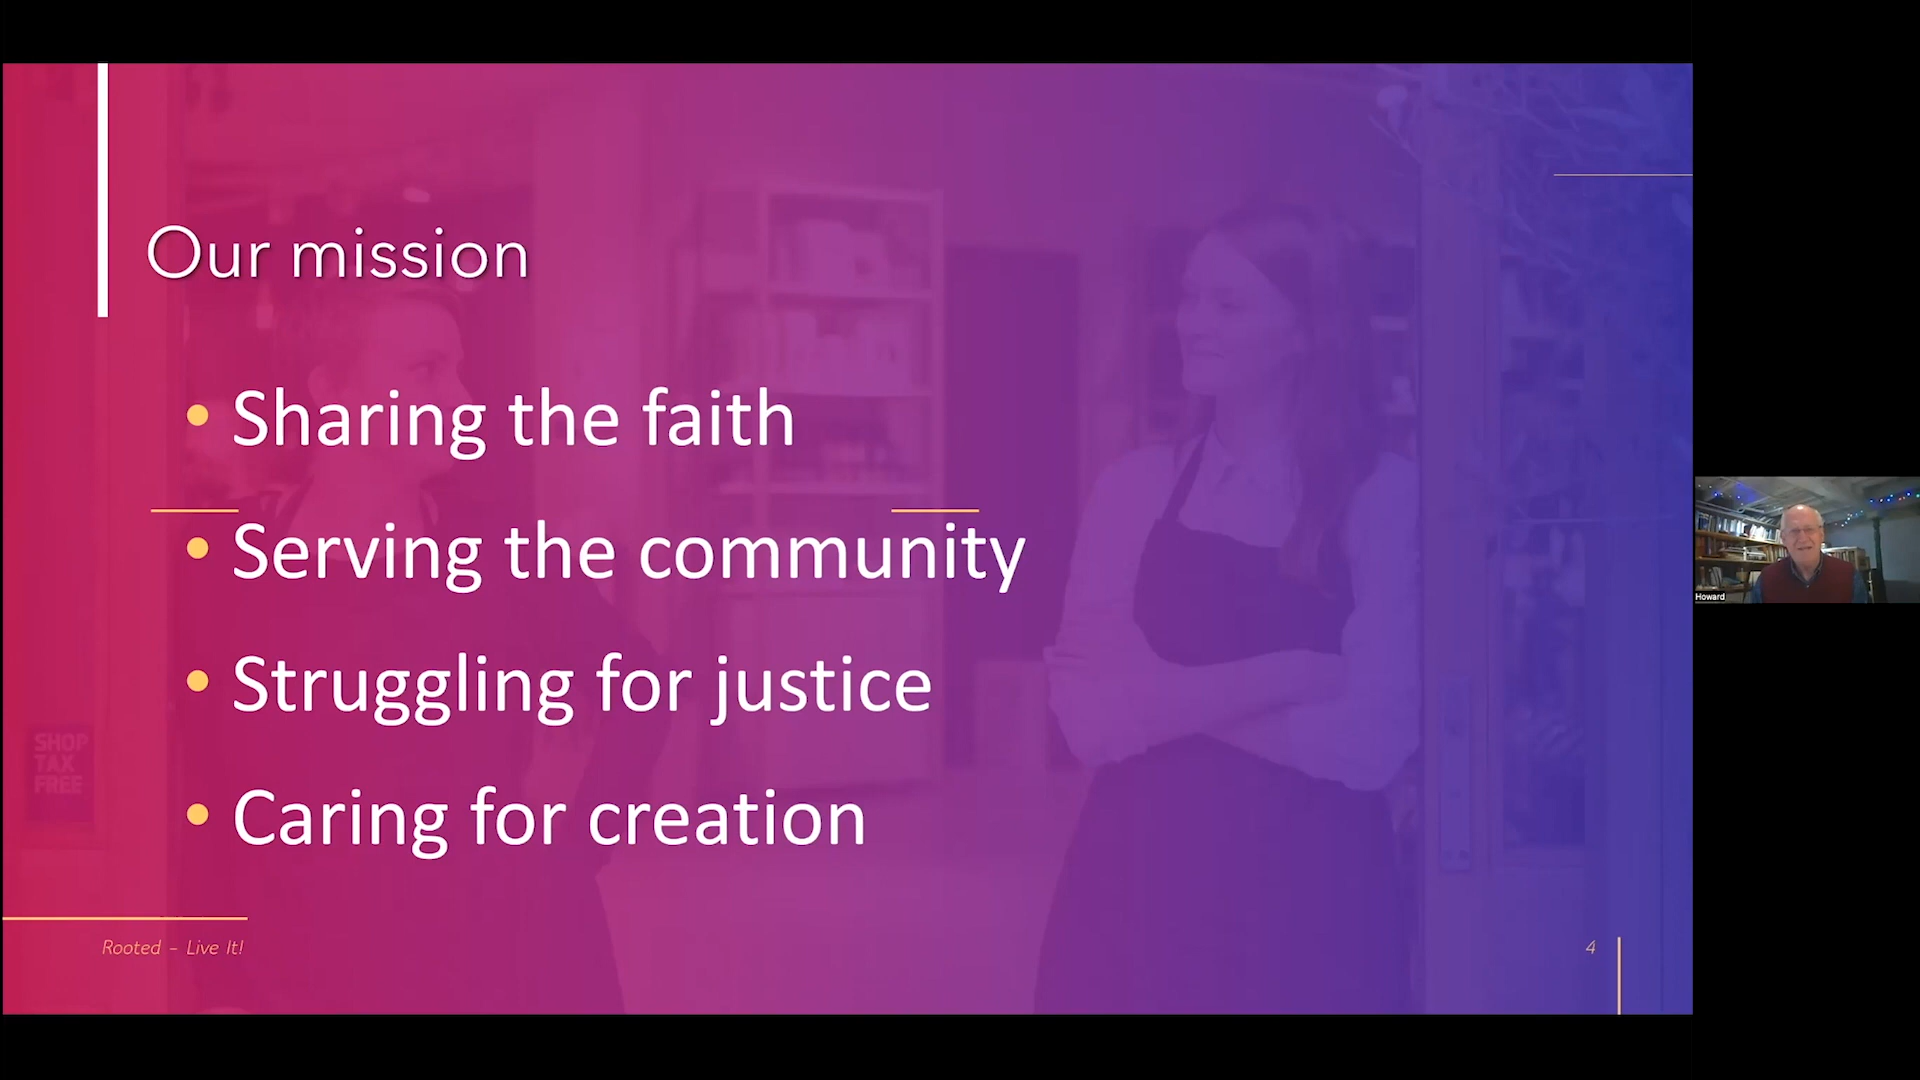 Our mission
• Sharing the faith
• Serving the community
• Struggling for justice
• Caring for creation
SHOP
TAX
FREE
Rooted – Live It!
4
Howard